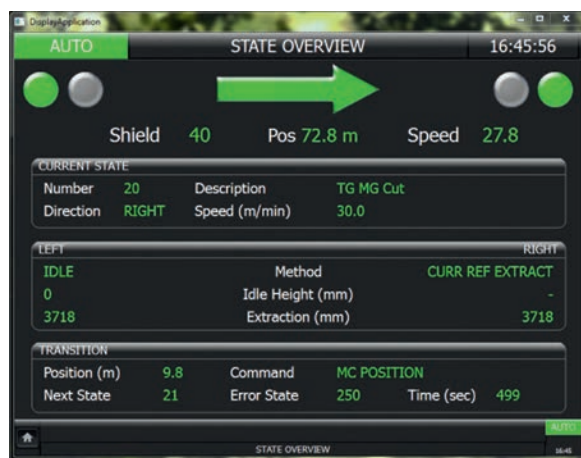 DisplayApplication
AUTO STATE OVERVIEW 16:45:56
Shield 40 Pos 72.8 m Speed 27.8
CURRENT STATE
Number 20 Description TG MG Cut
Direction RIGHT Speed (m/min) 30.0
LEFT RIGHT
IDLE Method CURR REF EXTRACT
0 Idle Height (mm) -
3718 Extraction (mm) 3718
TRANSITION
Position (m) 9.8 Command MC POSITION
Next State 21 Error State 250 Time (sec) 499
AUTO
STATE OVERVIEW 16:45